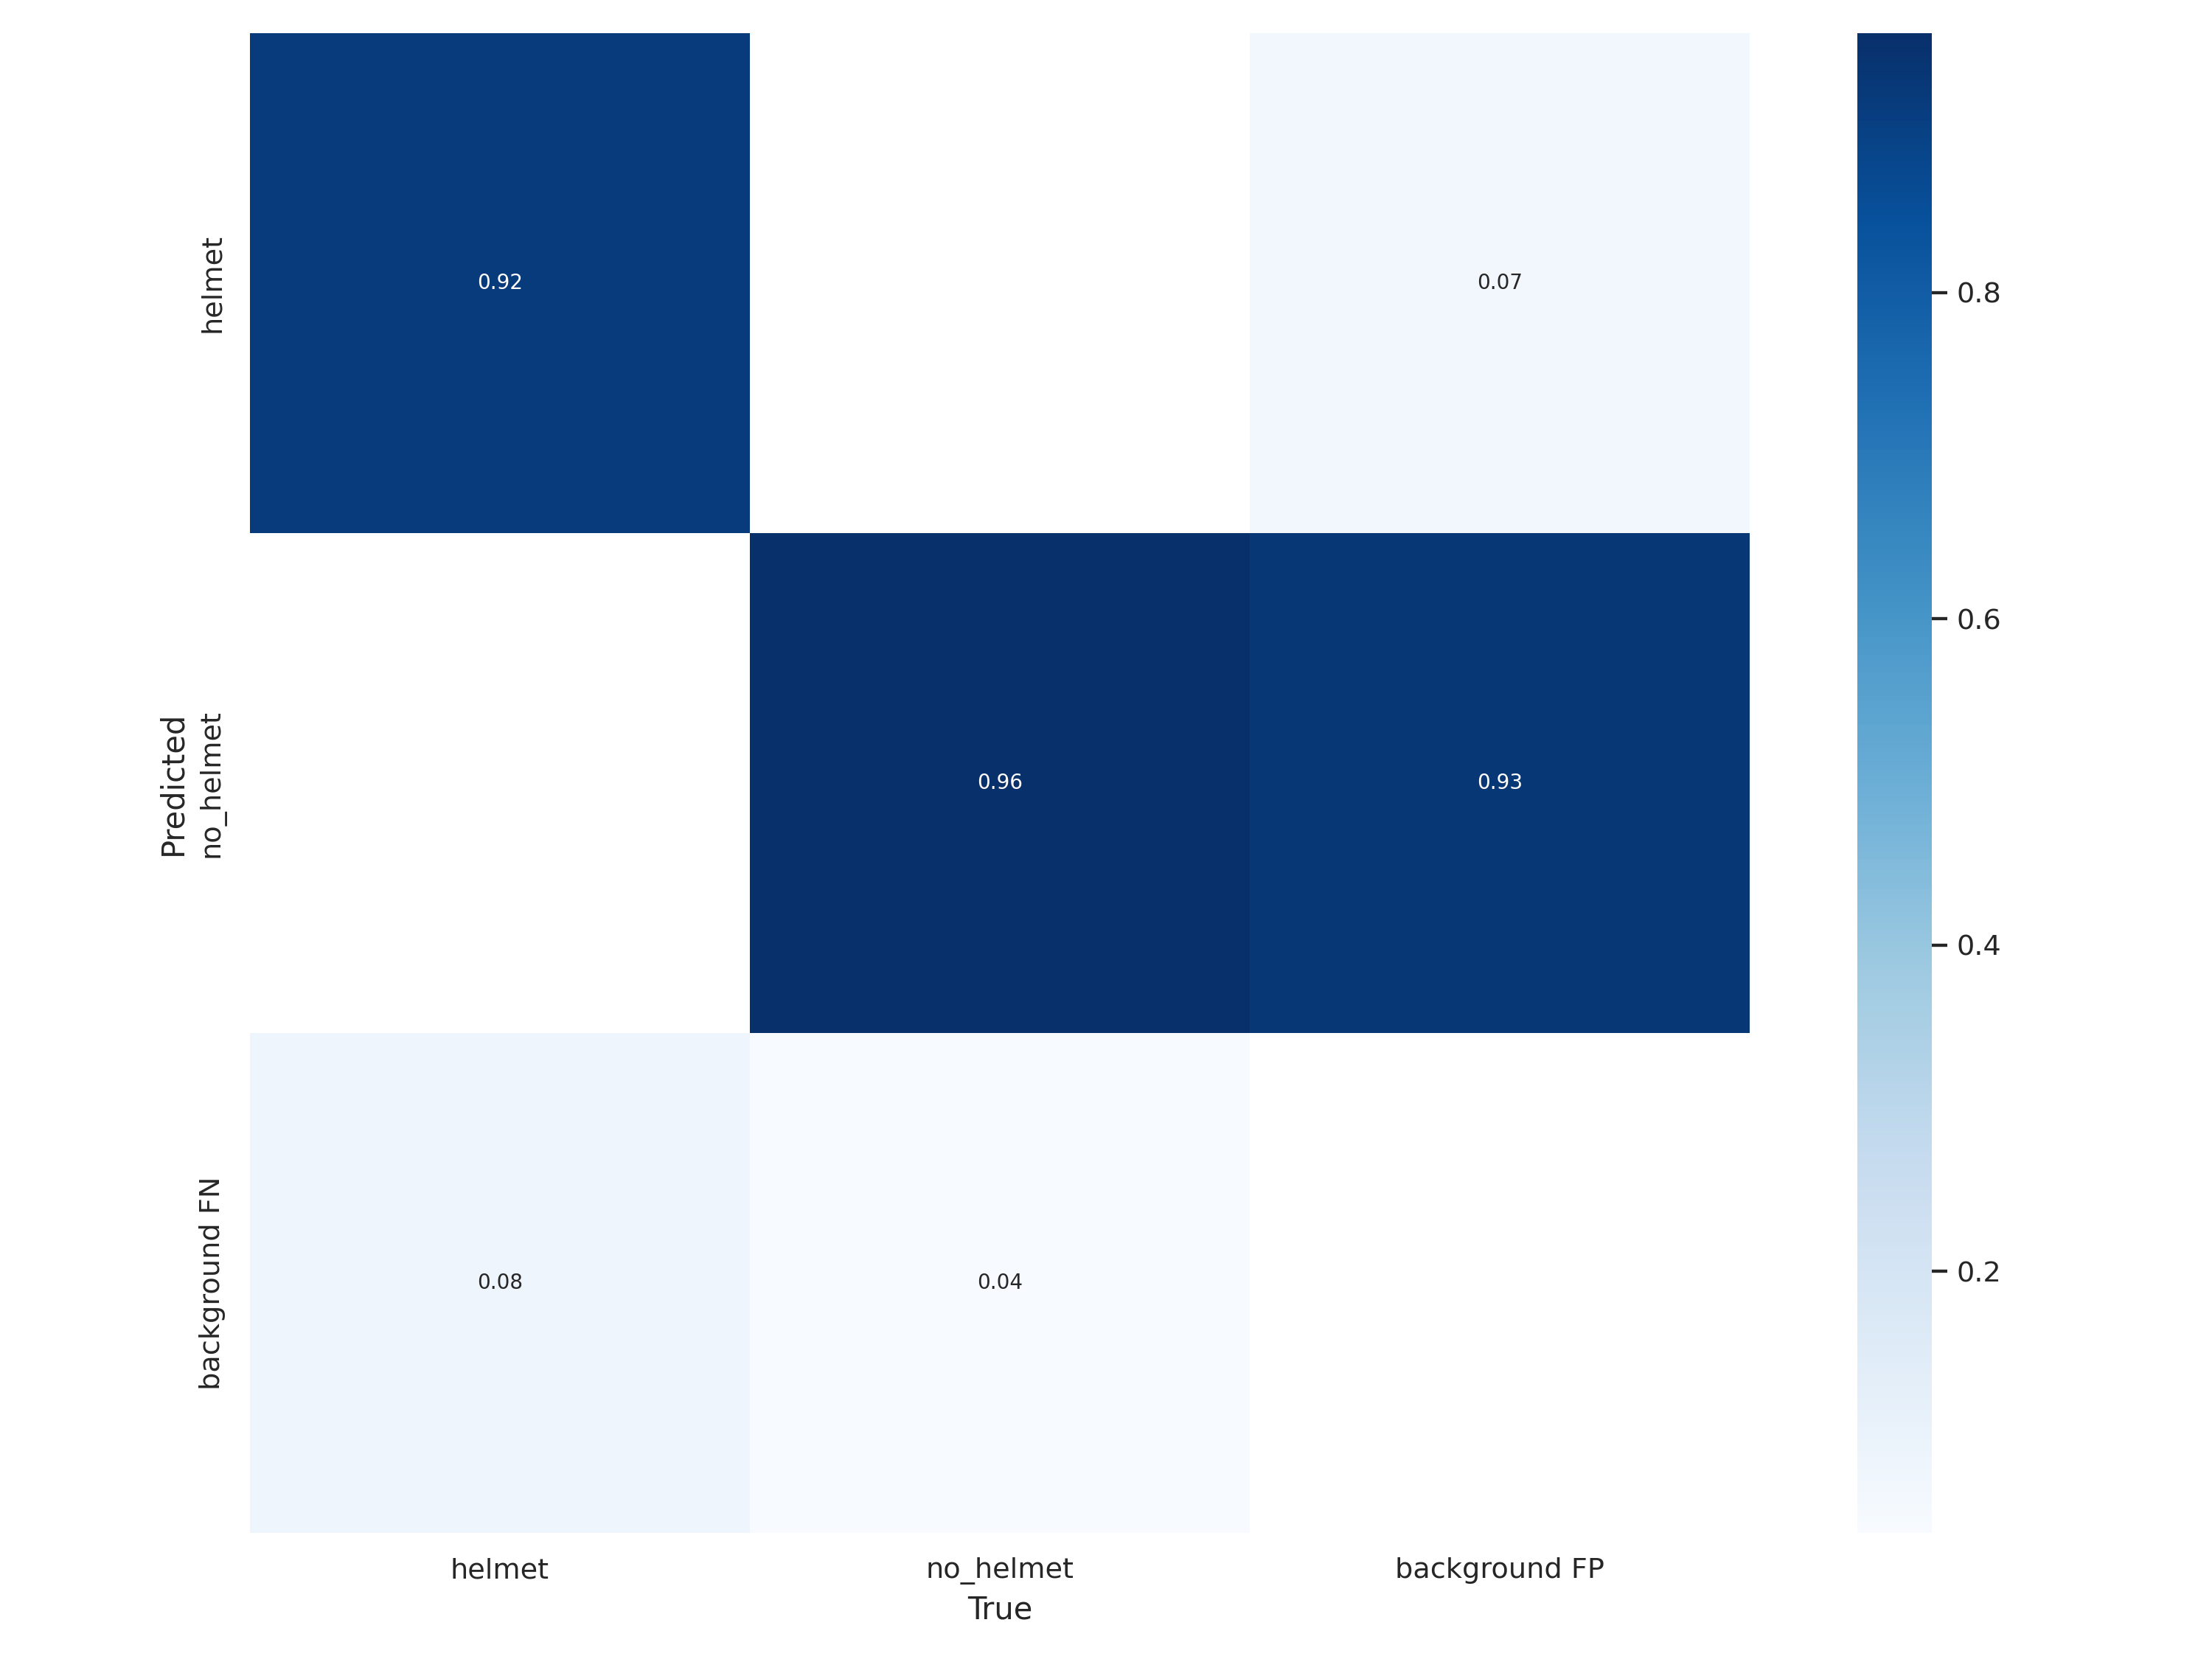 helmet
0.92
0.07
0.8
Predicted
no_helmet
0.96
0.93
0.6
0.4
background FN
0.08
0.04
0.2
helmet
no_helmet
background FP
True